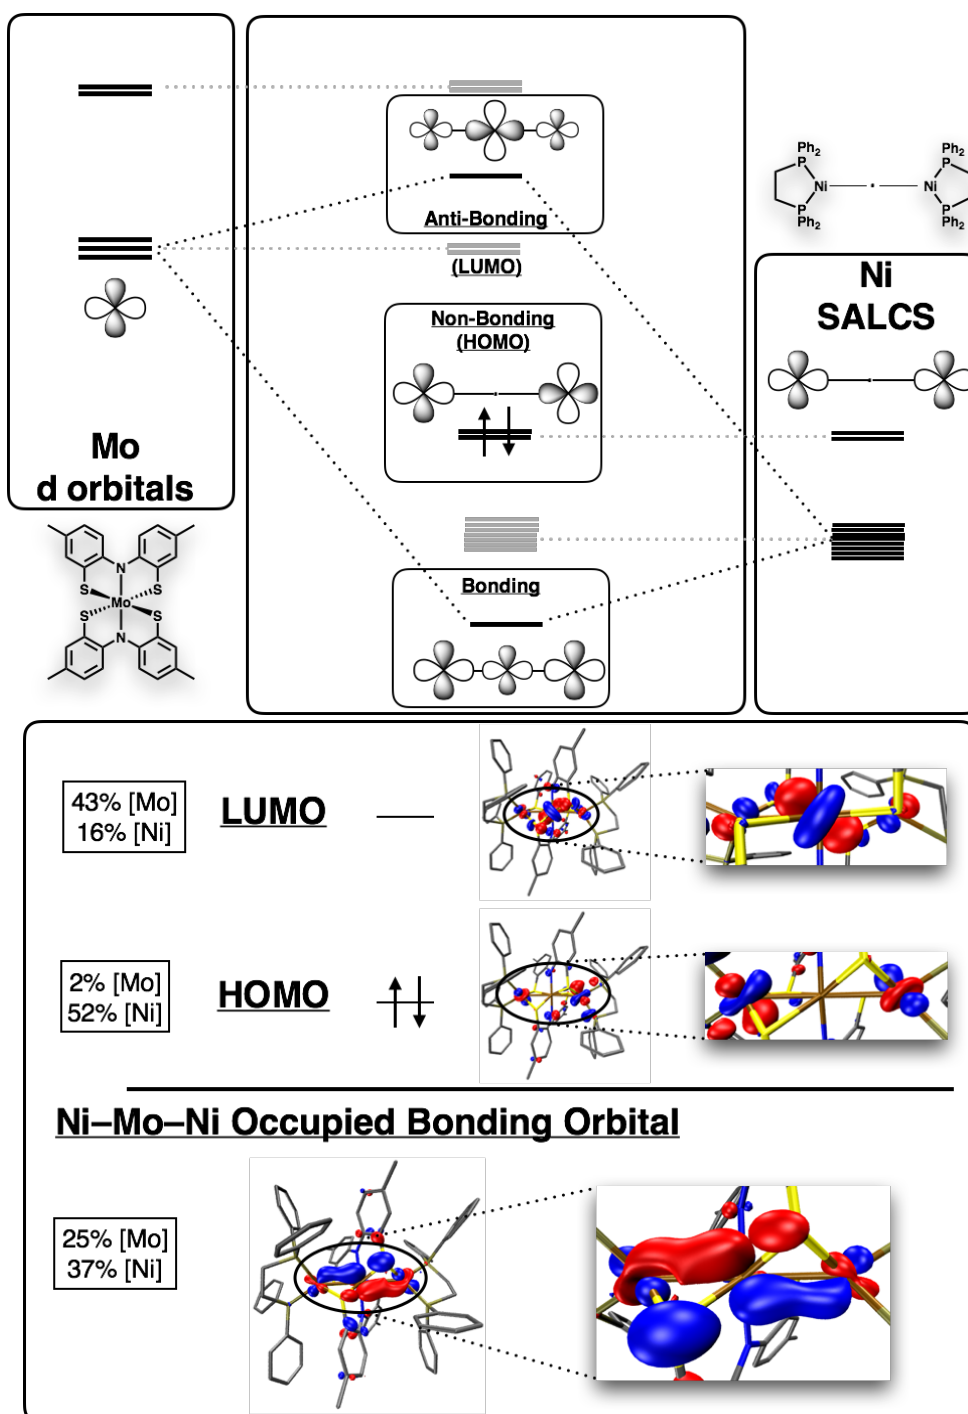 Anti-Bonding
(LUMO)
Non-Bonding
(HOMO)
Bonding
Mo
d orbitals
N
S
S
Mo
S
S
N
Ph2
P
Ni
P
Ph2
Ph2
P
Ni
P
Ph2
Ni
SALCS
43% [Mo]
16% [Ni]
LUMO
2% [Mo]
52% [Ni]
HOMO
Ni–Mo–Ni Occupied Bonding Orbital
25% [Mo]
37% [Ni]